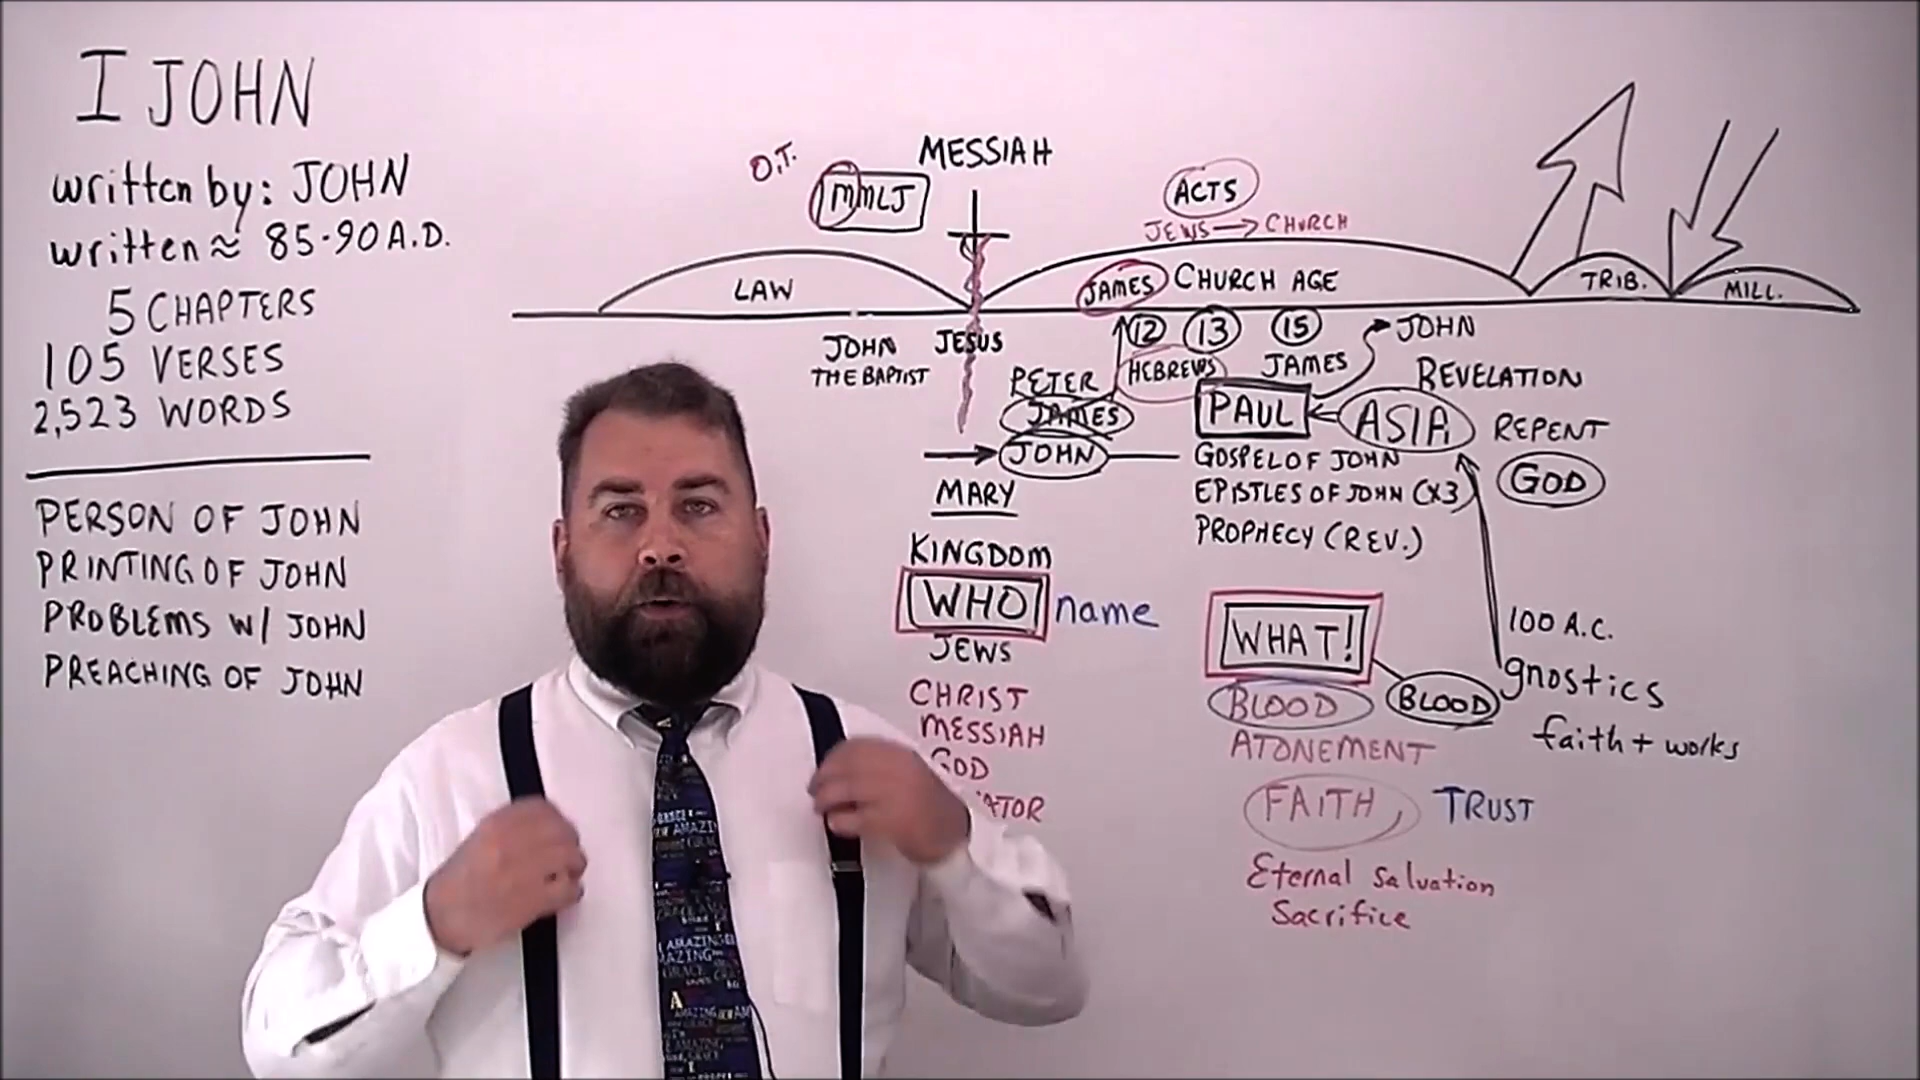 I JOHN
written by: JOHN
written ≈ 85-90 A.D.
5 CHAPTERS
105 VERSES
2,523 WORDS
PERSON OF JOHN
PRINTING OF JOHN
PROBLEMS W/ JOHN
PREACHING OF JOHN
O.T.
MMLJ
MESSIAH
ACTS
JEWS → CHURCH
LAW
JAMES CHURCH AGE
TRIB.
MILL.
JOHN
THE BAPTIST
JESUS
12 13 15
JOHN
HEBREWS
JAMES
REVELATION
PETER
JAMES
JOHN
PAUL
ASIA
REPENT
GOD
GOSPEL OF JOHN
EPISTLES OF JOHN (X3)
PROPHECY (REV.)
MARY
KINGDOM
WHO name
JEWS
CHRIST
MESSIAH
GOD
WHAT!
BLOOD
BLOOD
ATONEMENT
FAITH, TRUST
Eternal Salvation
Sacrifice
100 A.C.
gnostics
faith + works
AMAZING
GRACE
A
AMAZING
I